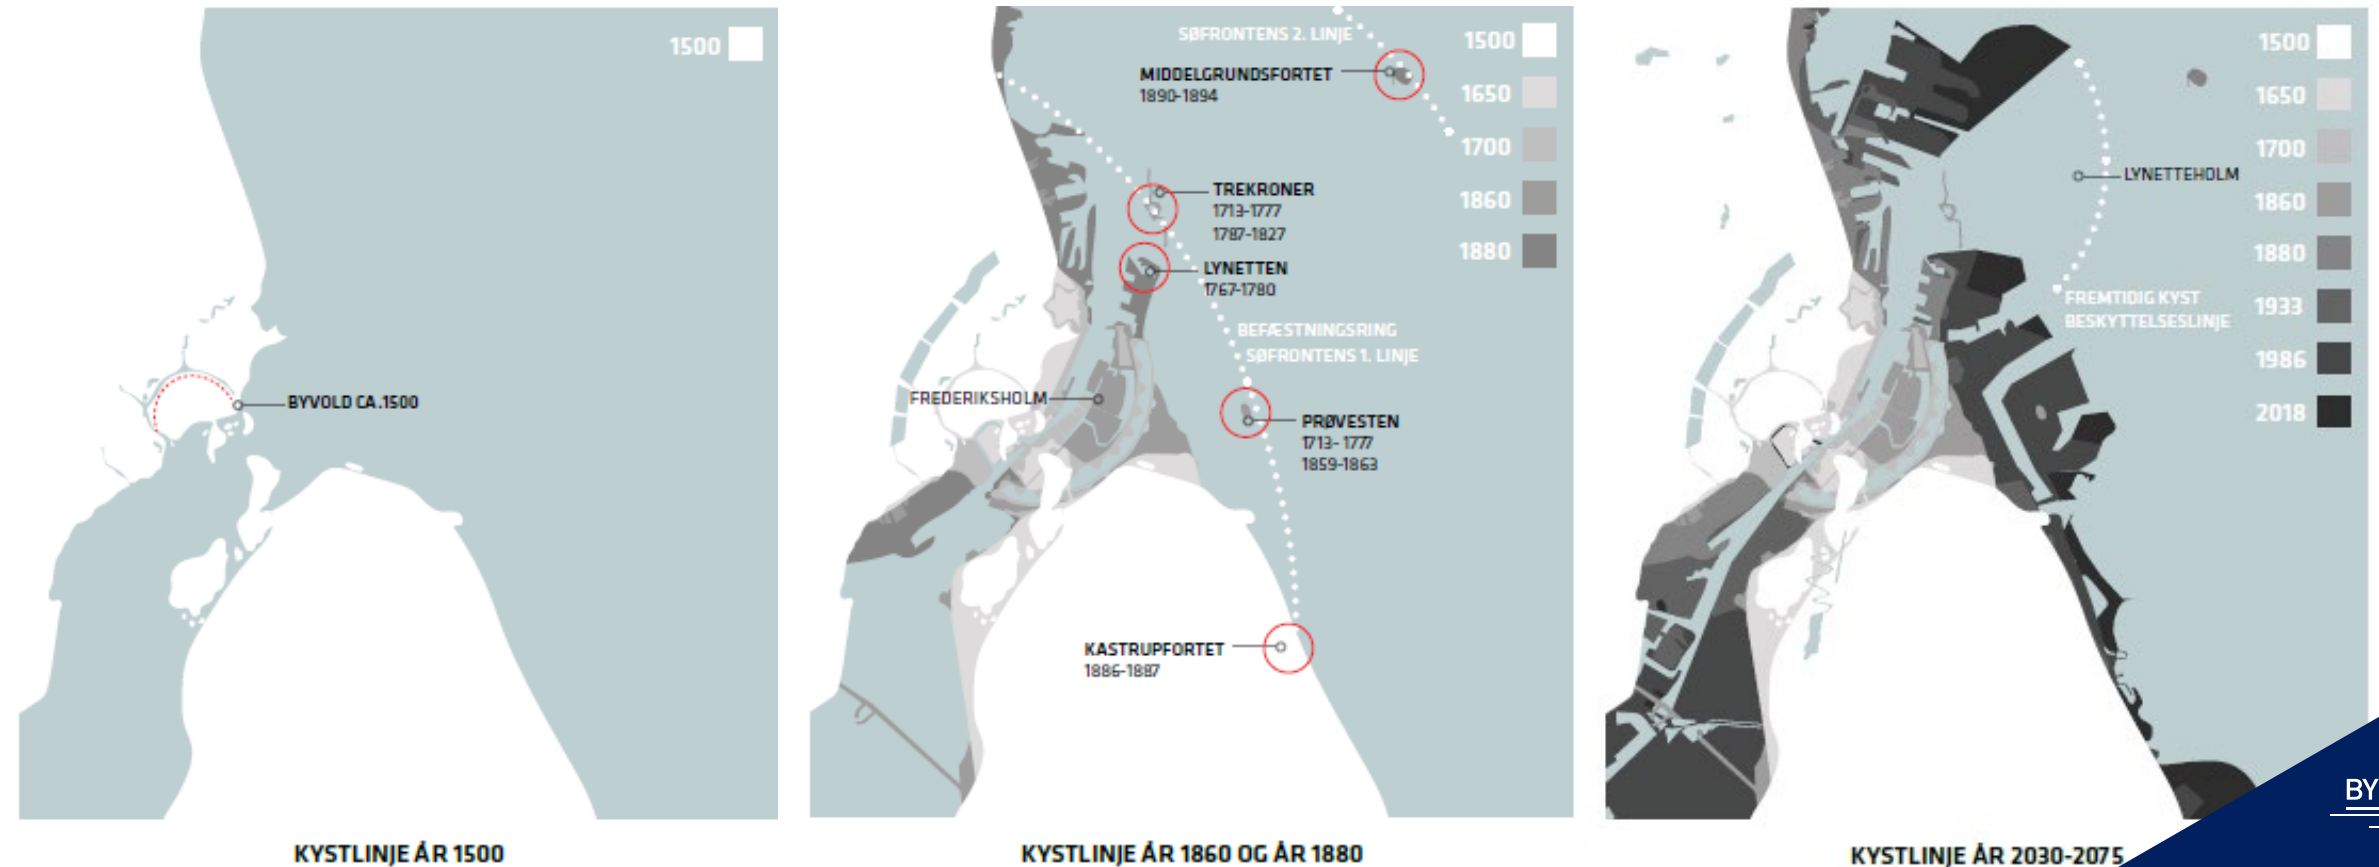 1500
BYVOLD CA.1500
KYSTLINJE ÅR 1500
SØFRONTENS 2. LINJE
MIDDELGRUNDSFORTET
1890-1894
TREKRONER
1713-1777
1787-1827
LYNETTEN
1767-1780
BEFÆSTNINGSRING
SØFRONTENS 1. LINJE
FREDERIKSHOLM
PRØVESTEN
1713- 1777
1859-1863
KASTRUPFORTET
1886-1887
1500
1650
1700
1860
1880
KYSTLINJE ÅR 1860 OG ÅR 1880
LYNETTEHOLM
FREMTIDIG KYST
BESKYTTELSESLINJE
1500
1650
1700
1860
1880
1933
1986
2018
KYSTLINJE ÅR 2030-2075
BY